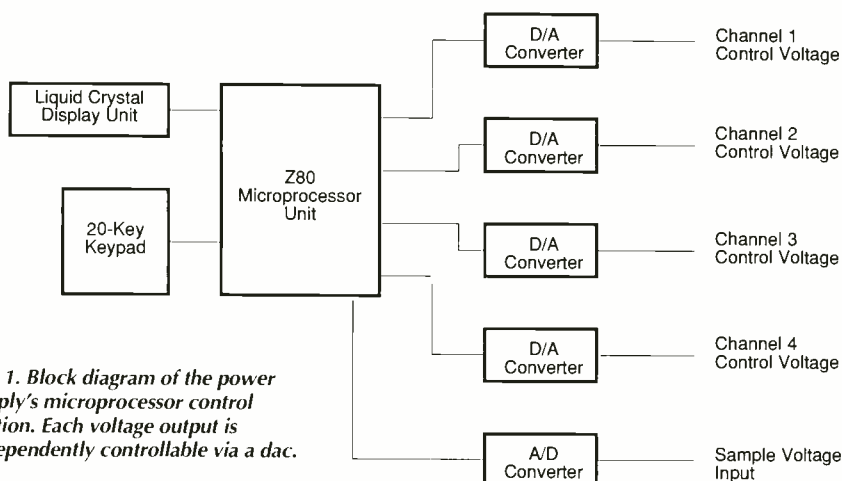 D/A
Converter
Channel 1
Control Voltage
Liquid Crystal
Display Unit
D/A
Converter
Channel 2
Control Voltage
Z80
Microprocessor
Unit
20-Key
Keypad
D/A
Converter
Channel 3
Control Voltage
D/A
Converter
Channel 4
Control Voltage
1. Block diagram of the power
ply's microprocessor control
tion. Each voltage output is
ependently controllable via a dac.
A/D
Converter
Sample Voltage
Input